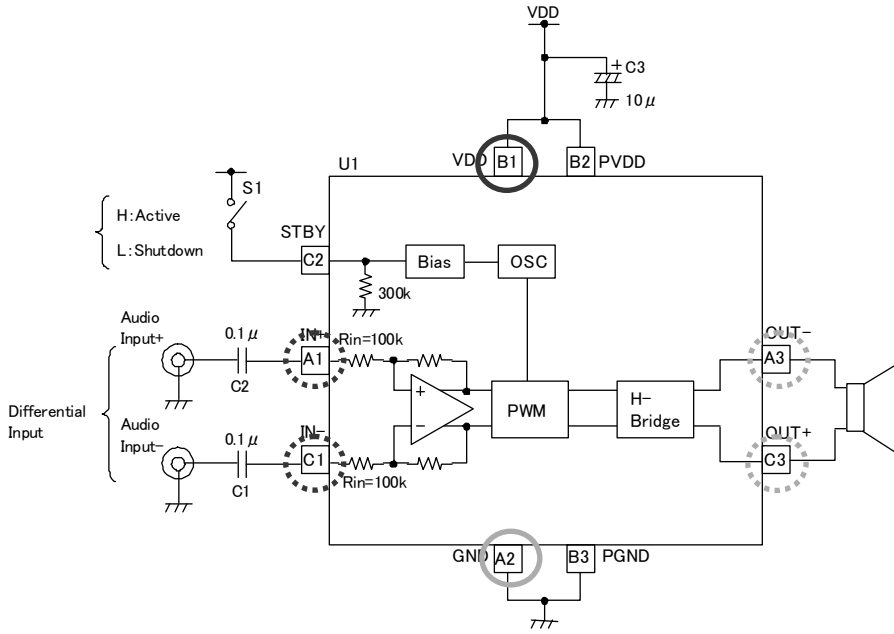 VDD
+ C3
10μ
U1
VDD B1 B2 PVDD
S1
H:Active
L:Shutdown
STBY
C2
Bias
OSC
300k
Audio
Input+
0.1μ
C2
IN+
Rin=100k
A1
OUT-
A3
+
-
PWM
H-
Bridge
Differential
Input
Audio
Input-
0.1μ
C1
IN-
C1
Rin=100k
OUT+
C3
GND A2 B3 PGND